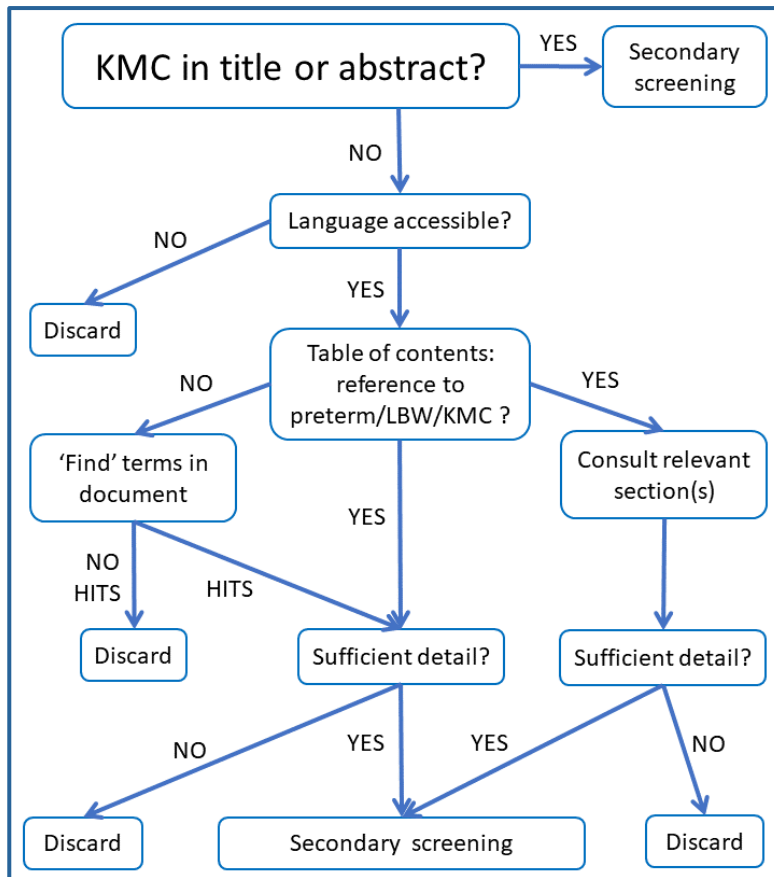 KMC in title or abstract?
YES
Secondary
screening
NO
Language accessible?
NO
YES
Discard
Table of contents:
reference to
preterm/LBW/KMC ?
NO
YES
'Find' terms in
document
Consult relevant
section(s)
YES
NO
HITS
HITS
Discard
Sufficient detail?
Sufficient detail?
NO
YES
YES
NO
Discard
Secondary screening
Discard